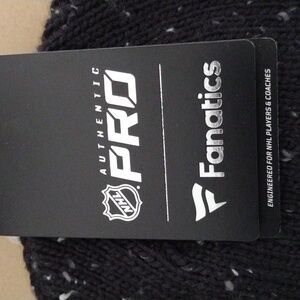 AUTHENTIC
PRO
NHL
Fanatics
ENGINEERED FOR NHL PLAYERS & COACHES